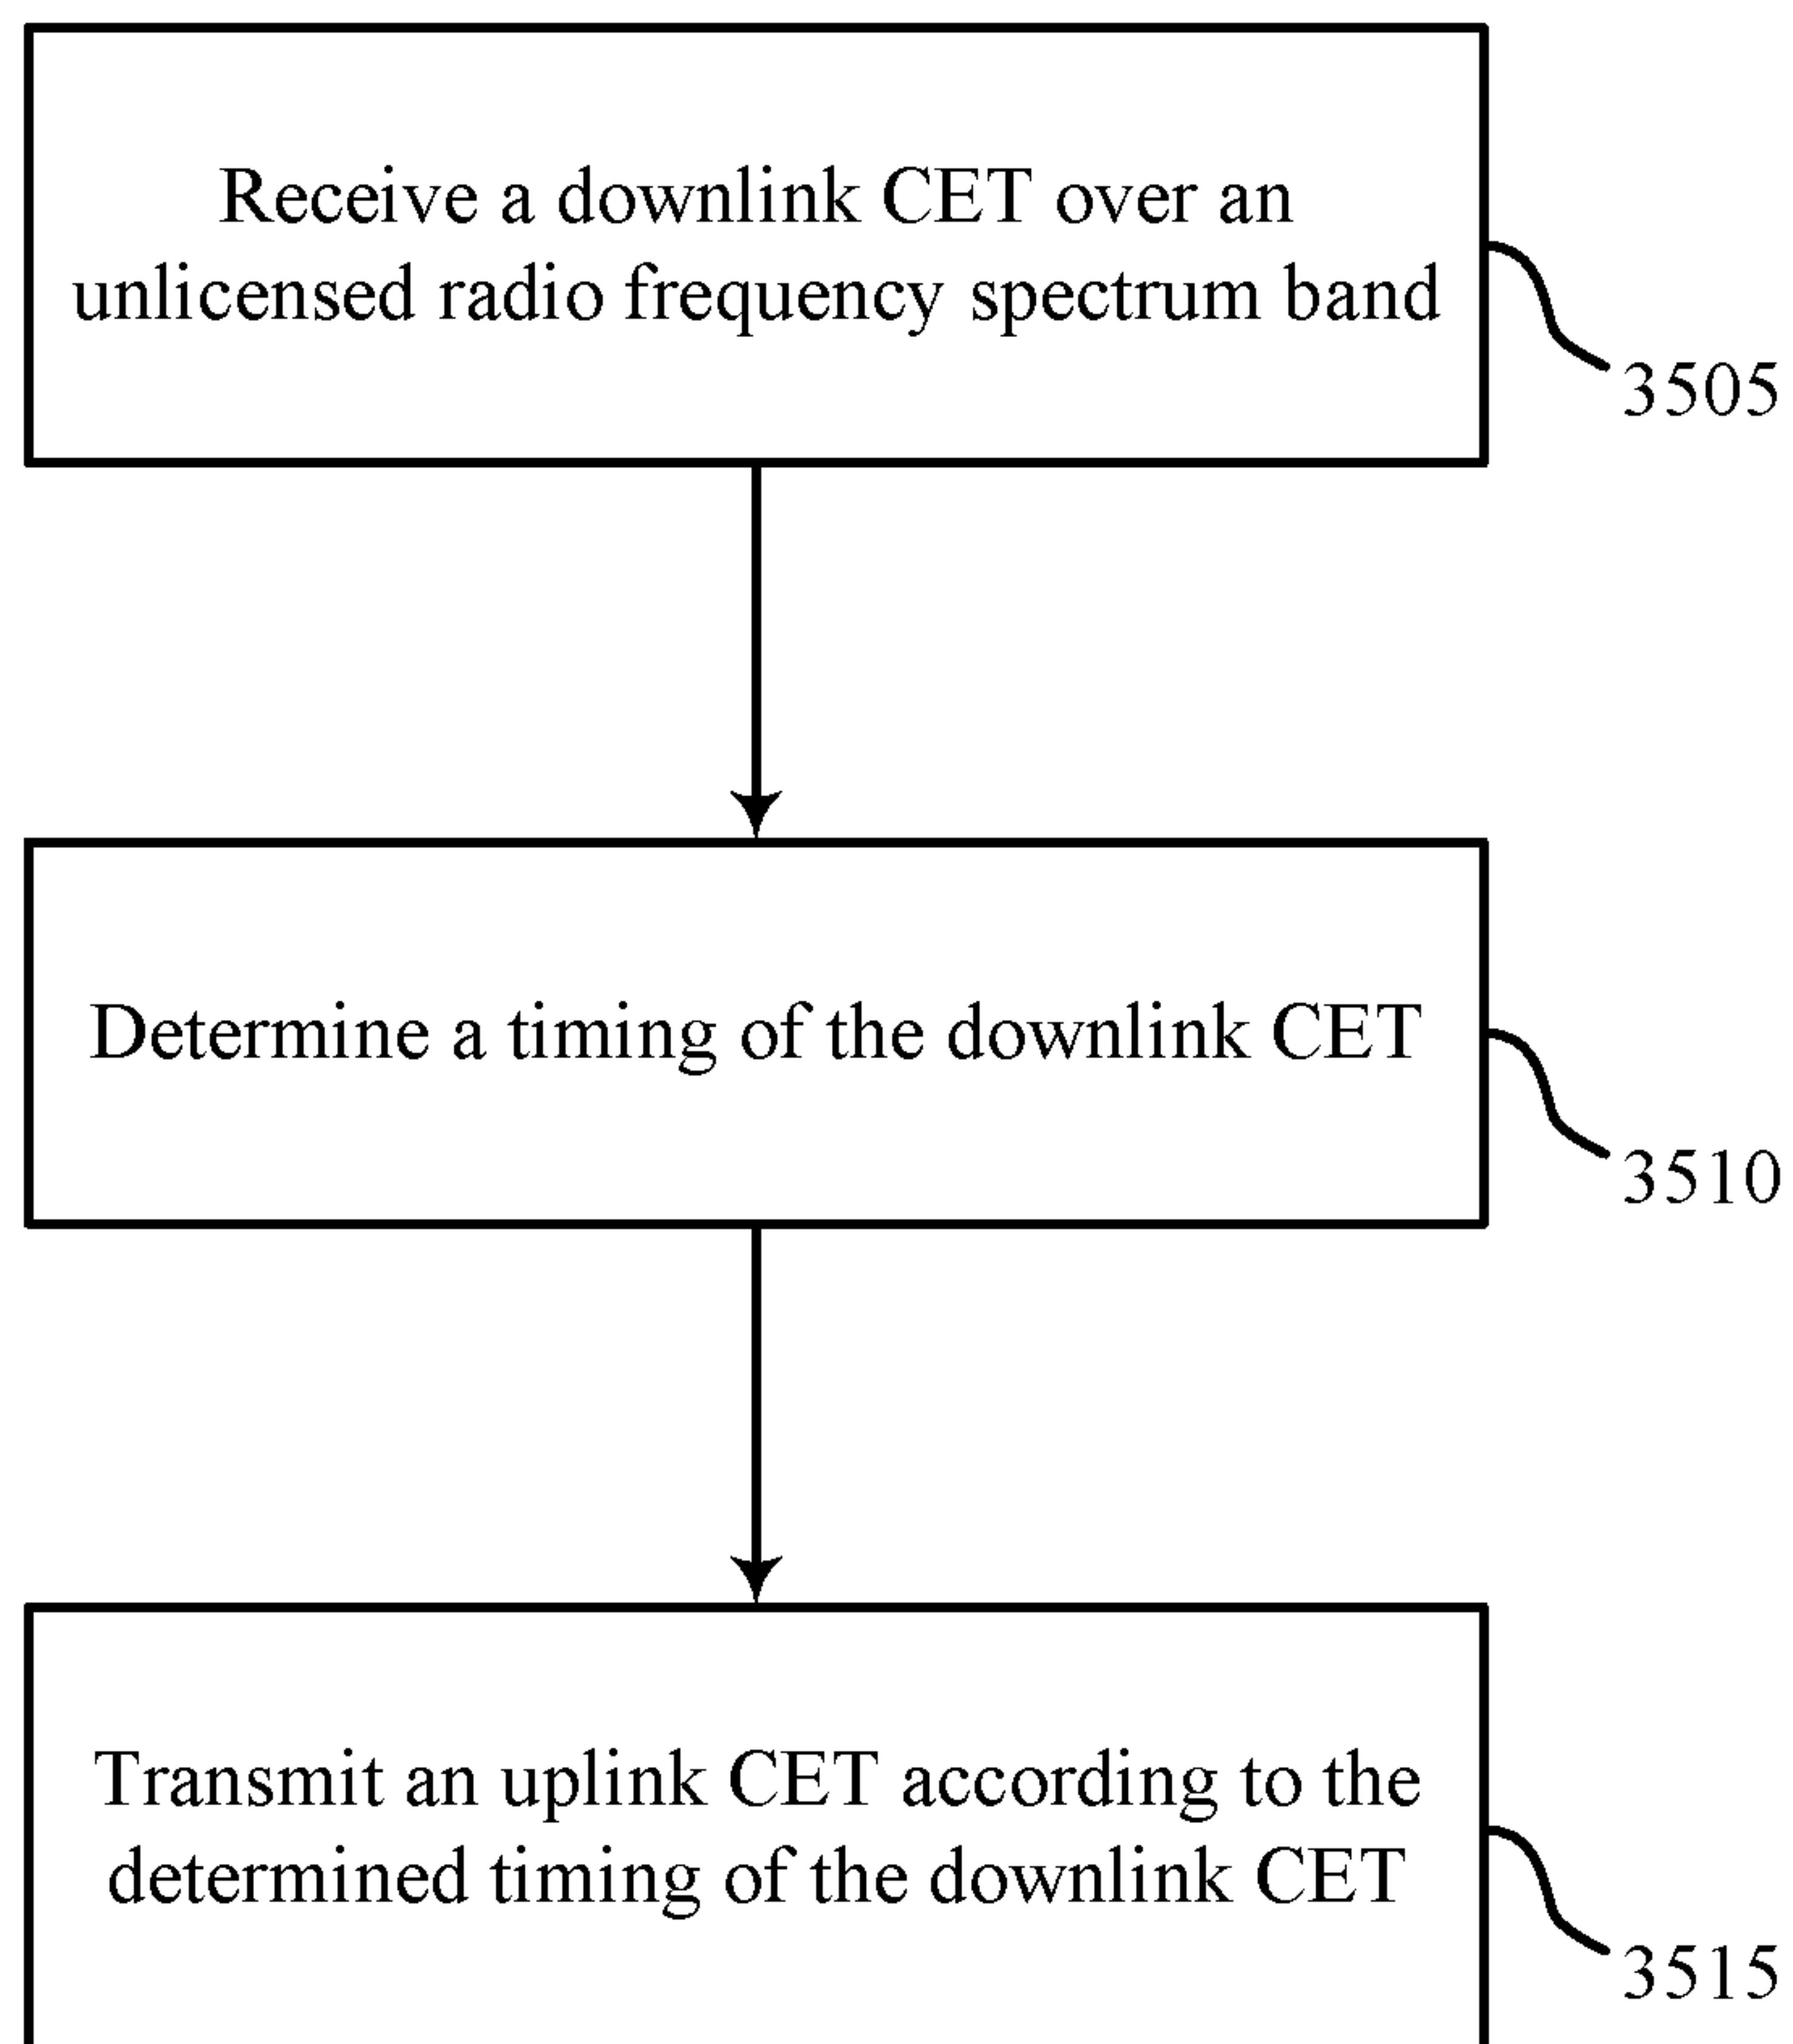 Receive a downlink CET over an
unlicensed radio frequency spectrum band
3505
Determine a timing of the downlink CET
3510
Transmit an uplink CET according to the
determined timing of the downlink CET
3515